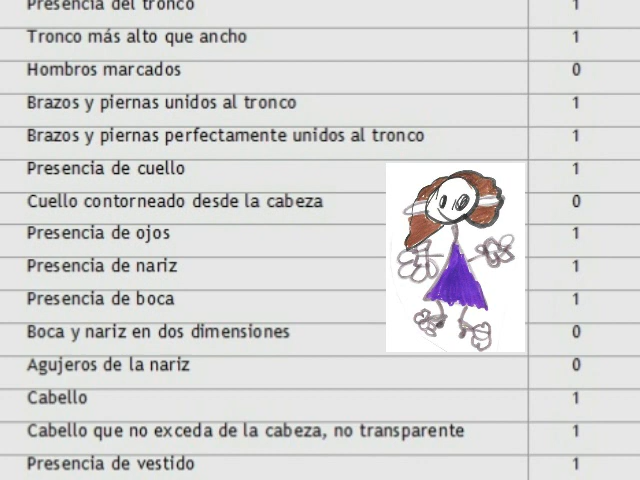 Presencia del tronco 1
Tronco más alto que ancho 1
Hombros marcados 0
Brazos y piernas unidos al tronco 1
Brazos y piernas perfectamente unidos al tronco 1
Presencia de cuello 1
Cuello contorneado desde la cabeza 0
Presencia de ojos 1
Presencia de nariz 1
Presencia de boca 1
Boca y nariz en dos dimensiones 0
Agujeros de la nariz 0
Cabello 1
Cabello que no exceda de la cabeza, no transparente 1
Presencia de vestido 1